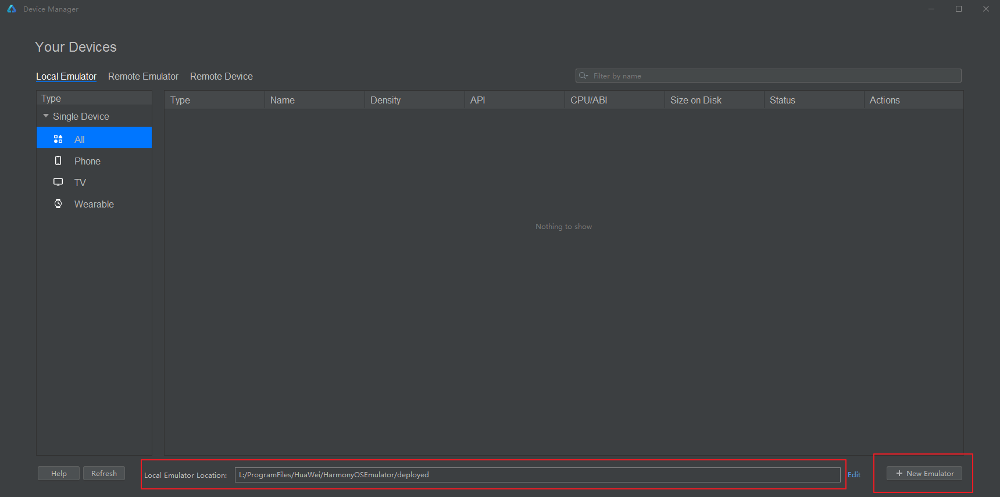 Device Manager
Your Devices
Local Emulator Remote Emulator Remote Device
Filter by name
Type
Single Device
All
Phone
TV
Wearable
Type Name Density API CPU/ABI Size on Disk Status Actions
Nothing to show
Help Refresh Local Emulator Location: L:/ProgramFiles/HuaWei/HarmonyOSEmulator/deployed Edit + New Emulator